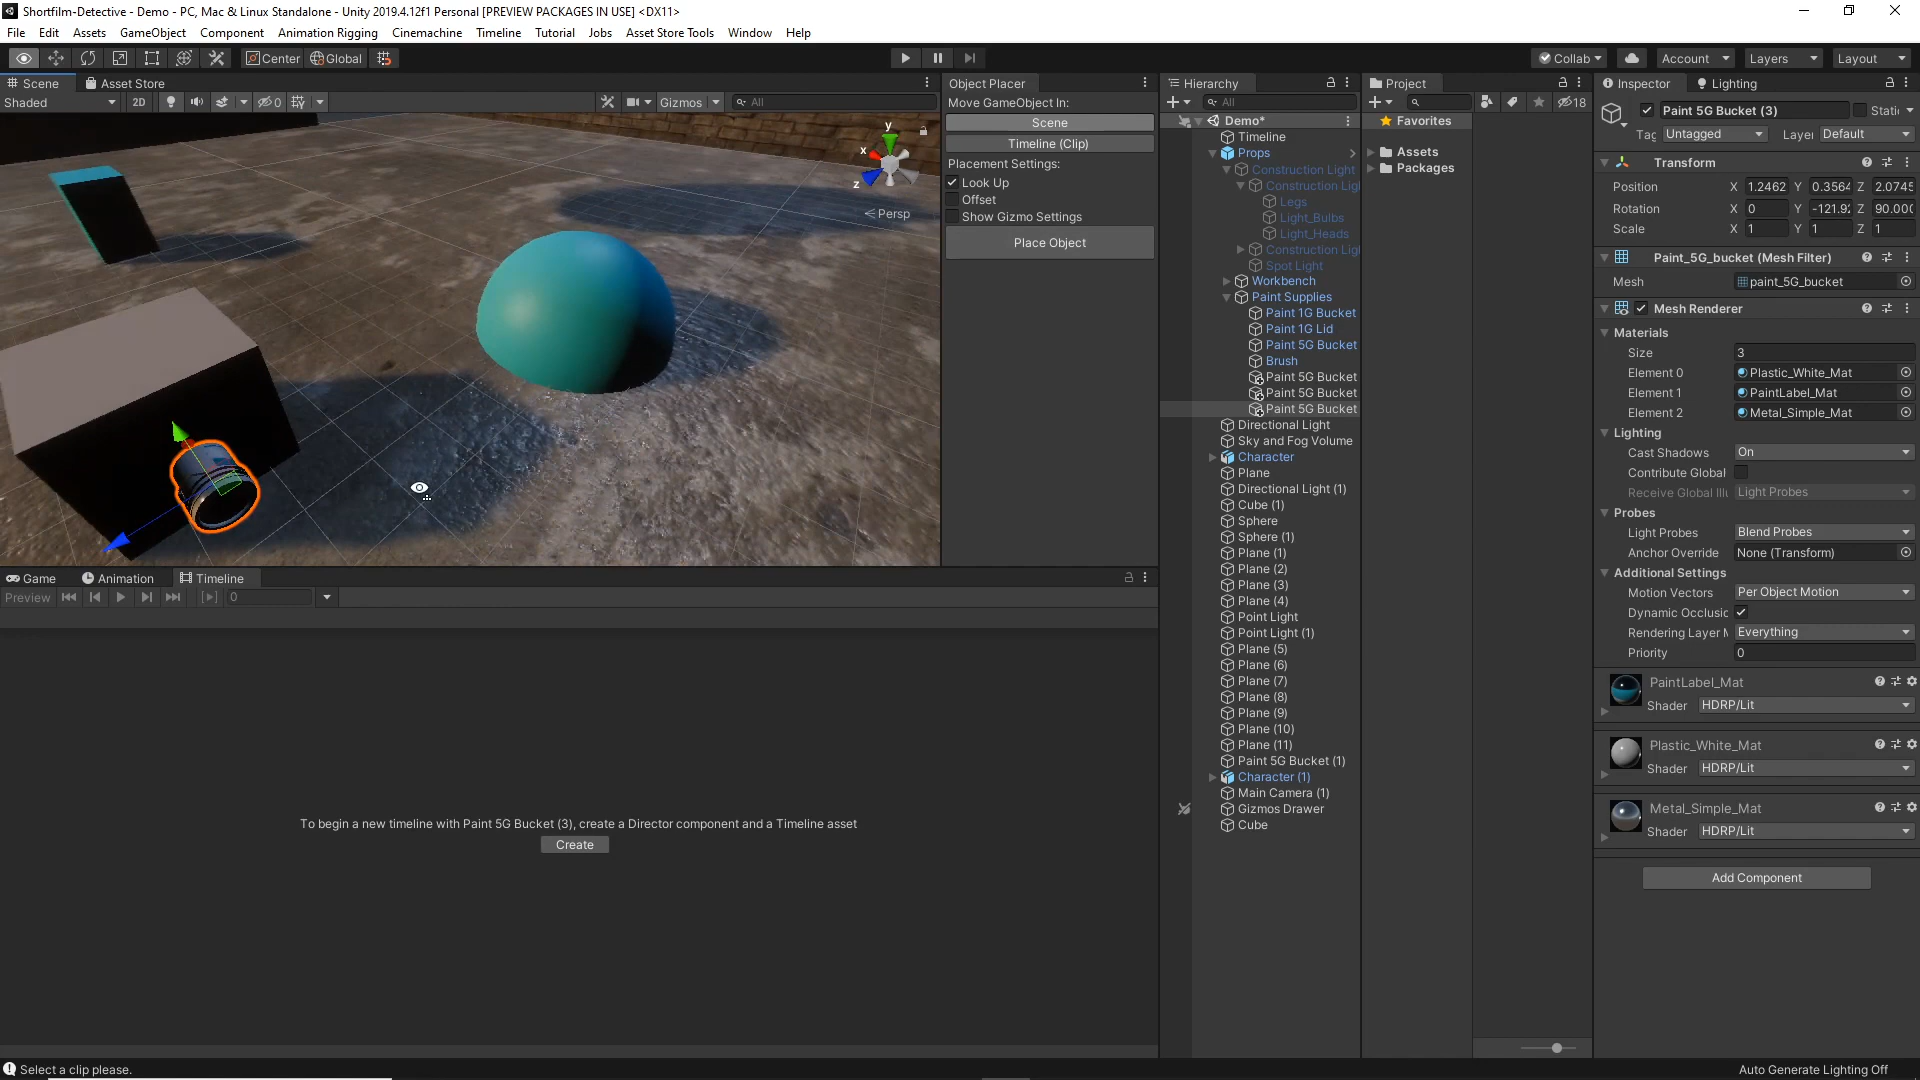 Shortfilm-Detective - Demo - PC, Mac & Linux Standalone - Unity 2019.4.12f1 Personal [PREVIEW PACKAGES IN USE] <DX11>
File Edit Assets GameObject Component Animation Rigging Cinemachine Timeline Tutorial Jobs Asset Store Tools Window Help
Center Global Collab Account Layers Layout
Scene Asset Store
Shaded 2D 0 Gizmos All
y
x
z
Persp
Object Placer
Move GameObject In:
Scene
Timeline (Clip)
Placement Settings:
Look Up
Offset
Show Gizmo Settings
Place Object
Game Animation Timeline
Preview 0
To begin a new timeline with Paint 5G Bucket (3), create a Director component and a Timeline asset
Create
Hierarchy
All
Demo*
Timeline
Props
Construction Light
Construction Ligh
Legs
Light_Bulbs
Light_Heads
Construction Ligh
Spot Light
Workbench
Paint Supplies
Paint 1G Bucket
Paint 1G Lid
Paint 5G Bucket
Brush
Paint 5G Bucket
Paint 5G Bucket
Paint 5G Bucket
Directional Light
Sky and Fog Volume
Character
Plane
Directional Light (1)
Cube (1)
Sphere
Sphere (1)
Plane (1)
Plane (2)
Plane (3)
Plane (4)
Point Light
Point Light (1)
Plane (5)
Plane (6)
Plane (7)
Plane (8)
Plane (9)
Plane (10)
Plane (11)
Paint 5G Bucket (1)
Character (1)
Main Camera (1)
Gizmos Drawer
Cube
Project
18
Favorites
Assets
Packages
Inspector Lighting
Paint 5G Bucket (3) Stati
Tag Untagged Layer Default
Transform
Position X 1.2462 Y 0.3564 Z 2.0745
Rotation X 0 Y -121.92 Z 90.000
Scale X 1 Y 1 Z 1
Paint_5G_bucket (Mesh Filter)
Mesh paint_5G_bucket
Mesh Renderer
Materials
Size 3
Element 0 Plastic_White_Mat
Element 1 PaintLabel_Mat
Element 2 Metal_Simple_Mat
Lighting
Cast Shadows On
Contribute Global
Receive Global Illu Light Probes
Probes
Light Probes Blend Probes
Anchor Override None (Transform)
Additional Settings
Motion Vectors Per Object Motion
Dynamic Occlusic
Rendering Layer M Everything
Priority 0
PaintLabel_Mat
Shader HDRP/Lit
Plastic_White_Mat
Shader HDRP/Lit
Metal_Simple_Mat
Shader HDRP/Lit
Add Component
Select a clip please.
Auto Generate Lighting Off